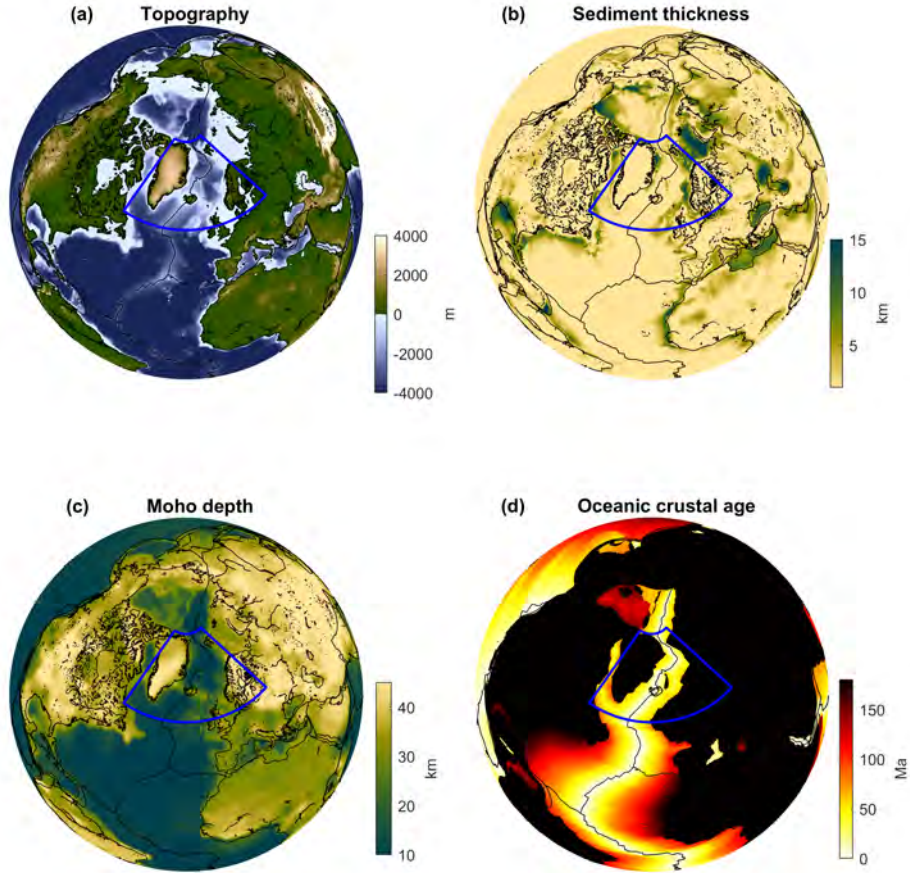 (a) Topography
(b) Sediment thickness
4000
2000
0
-2000
-4000
m
15
10
5
km
(c) Moho depth
(d) Oceanic crustal age
40
30
20
10
km
150
100
50
0
Ma